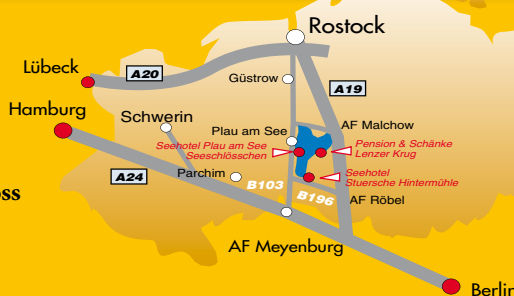 Rostock
Lübeck
A20
Güstrow
A19
Hamburg
Schwerin
AF Malchow
Plau am See
Seehotel Plau am See
Seeschlösschen
Pension & Schänke
Lenzer Krug
A24
Parchim
Seehotel
Stuersche Hintermühle
B103
B196
AF Röbel
oss
AF Meyenburg
Berlin